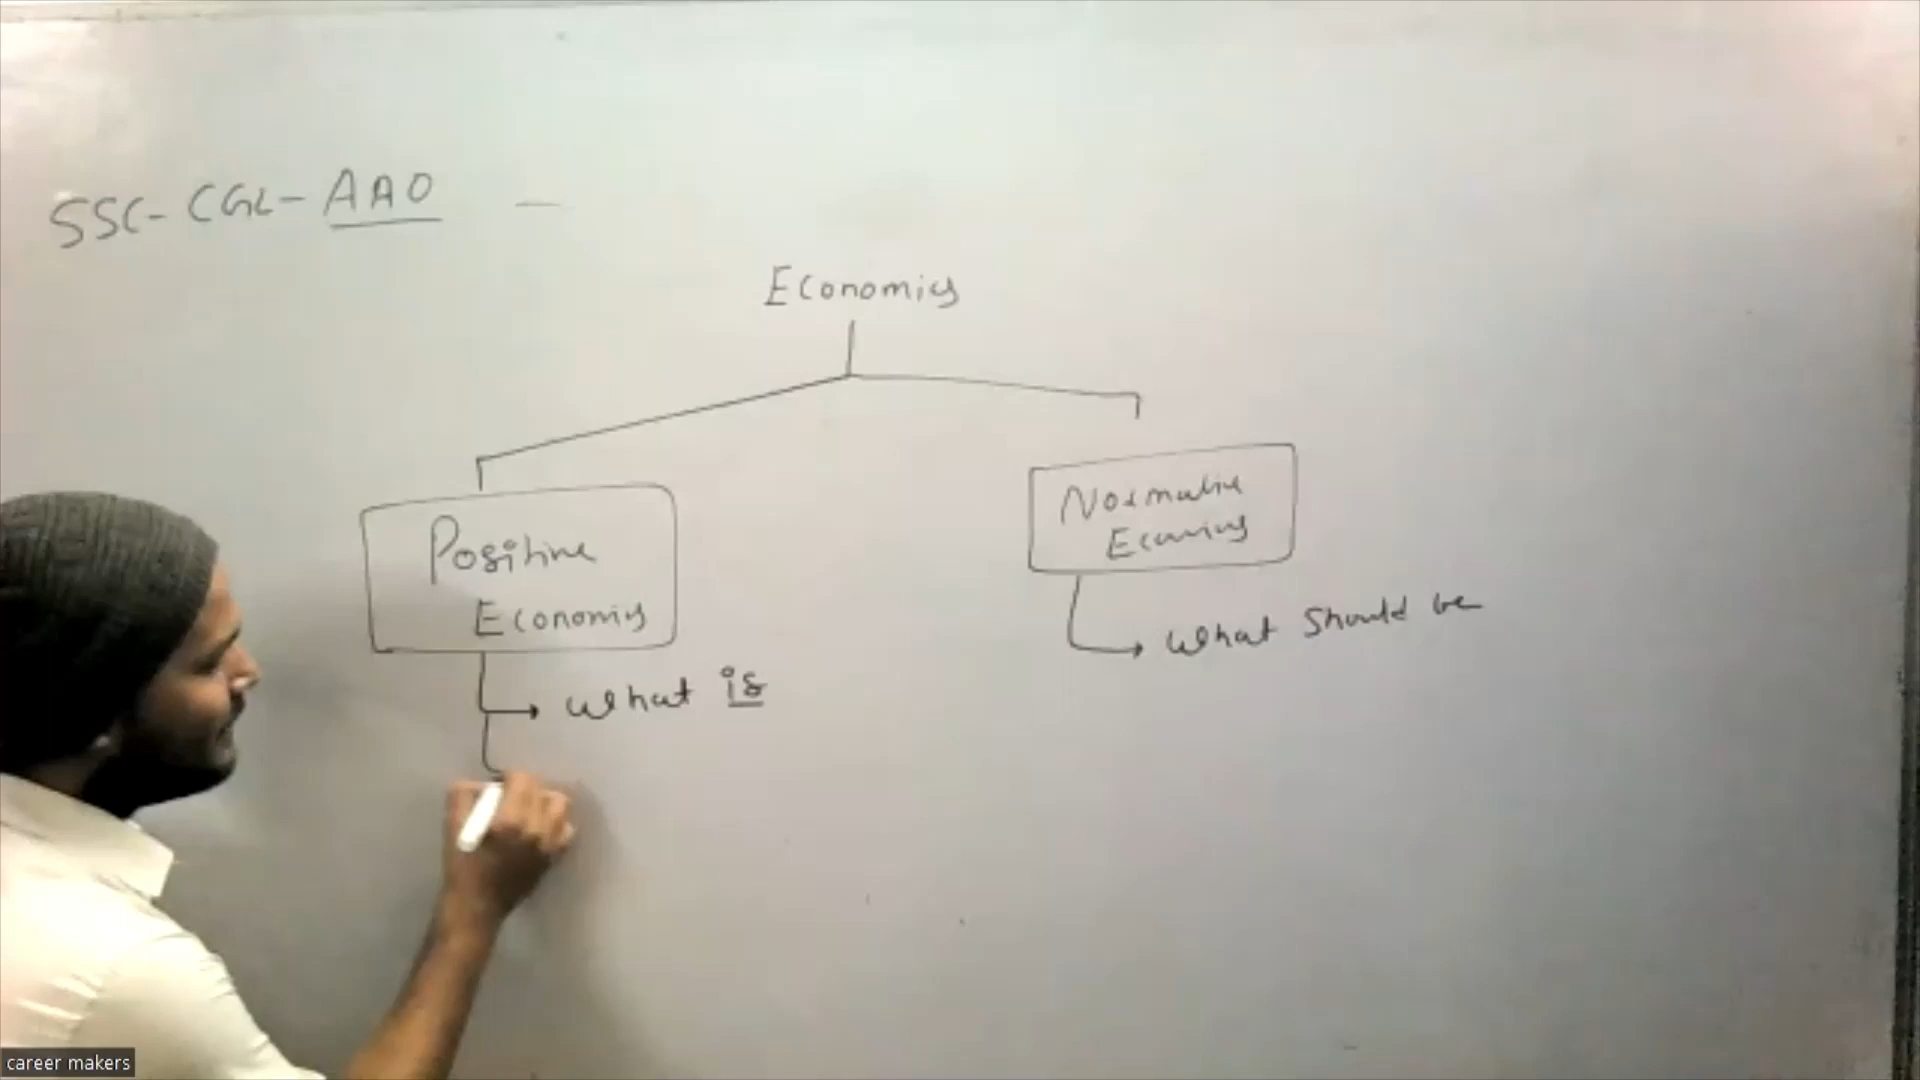 SSC-CGL-AAO —
Economics
Positive
Economics
Normative
Economics
What is
What Should be
career makers